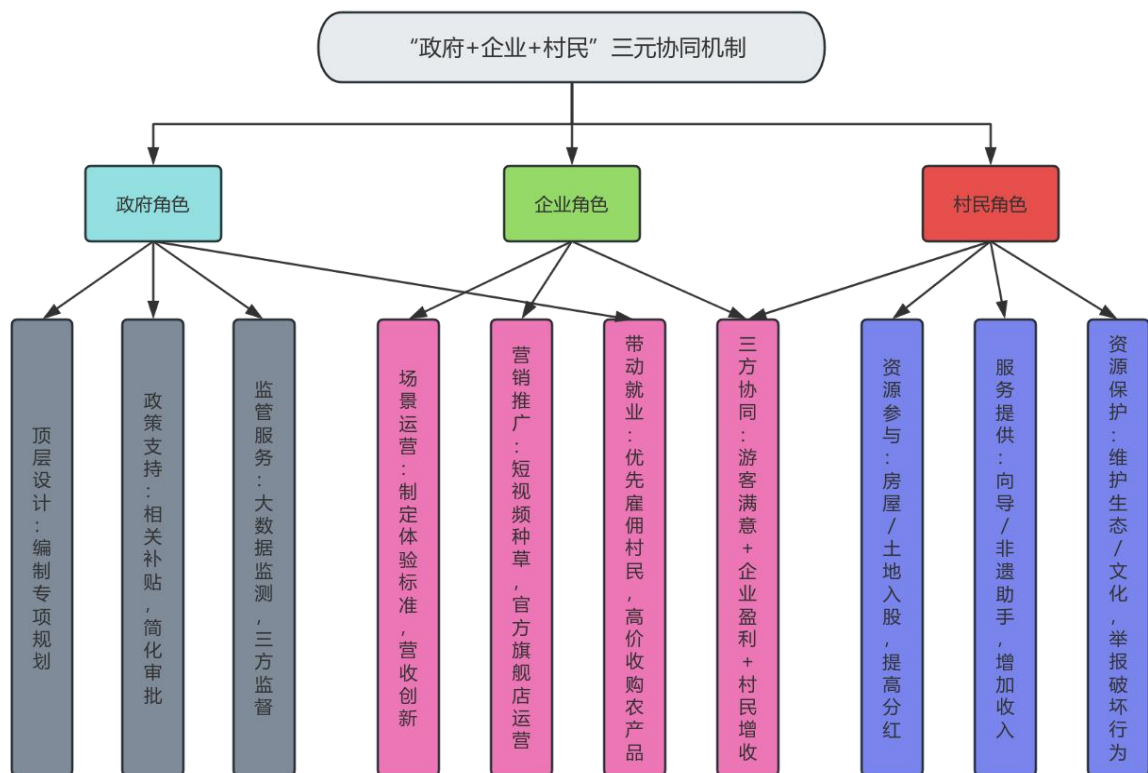 “政府+企业+村民”三元协同机制
政府角色
企业角色
村民角色
顶层设计:编制专项规划
政策支持:相关补贴,简化审批
监管服务:大数据监测,三方监督
场景运营:制定体验标准,营收创新
营销推广:短视频种草,官方旗舰店运营
带动就业:优先雇佣村民,高价收购农产品
三方协同:游客满意+企业盈利+村民增收
资源参与:房屋/土地入股,提高分红
服务提供:向导/非遗助手,增加收入
资源保护:维护生态/文化,举报破坏行为